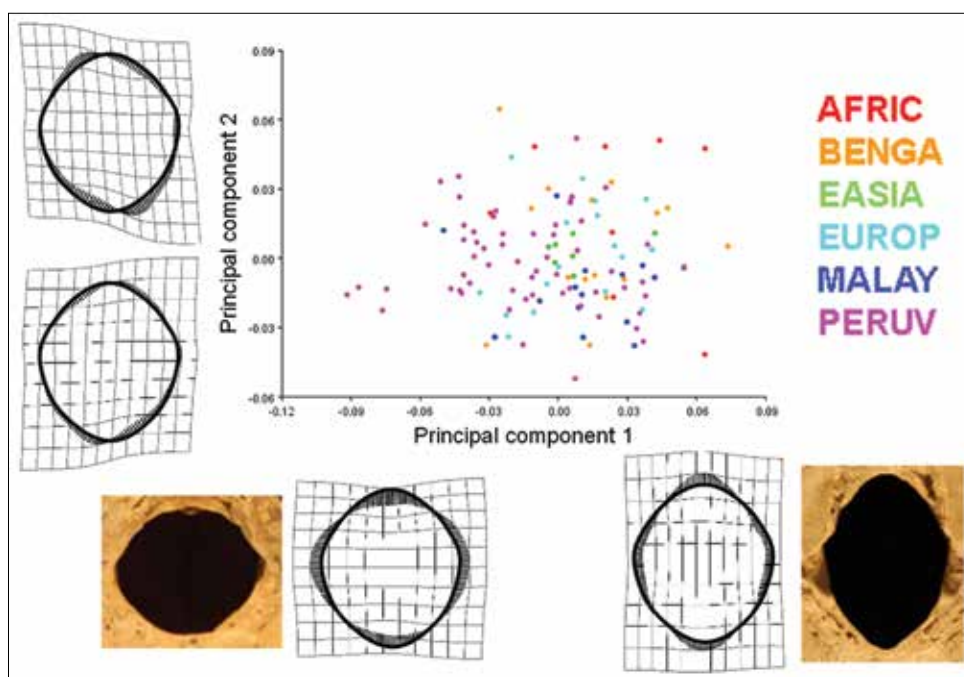 0.09
0.06
0.03
0.00
-0.03
-0.06
Principal component 2
-0.12 -0.09 -0.06 -0.03 0.00 0.03 0.06 0.09
Principal component 1
AFRIC
BENGA
EASIA
EUROP
MALAY
PERUV